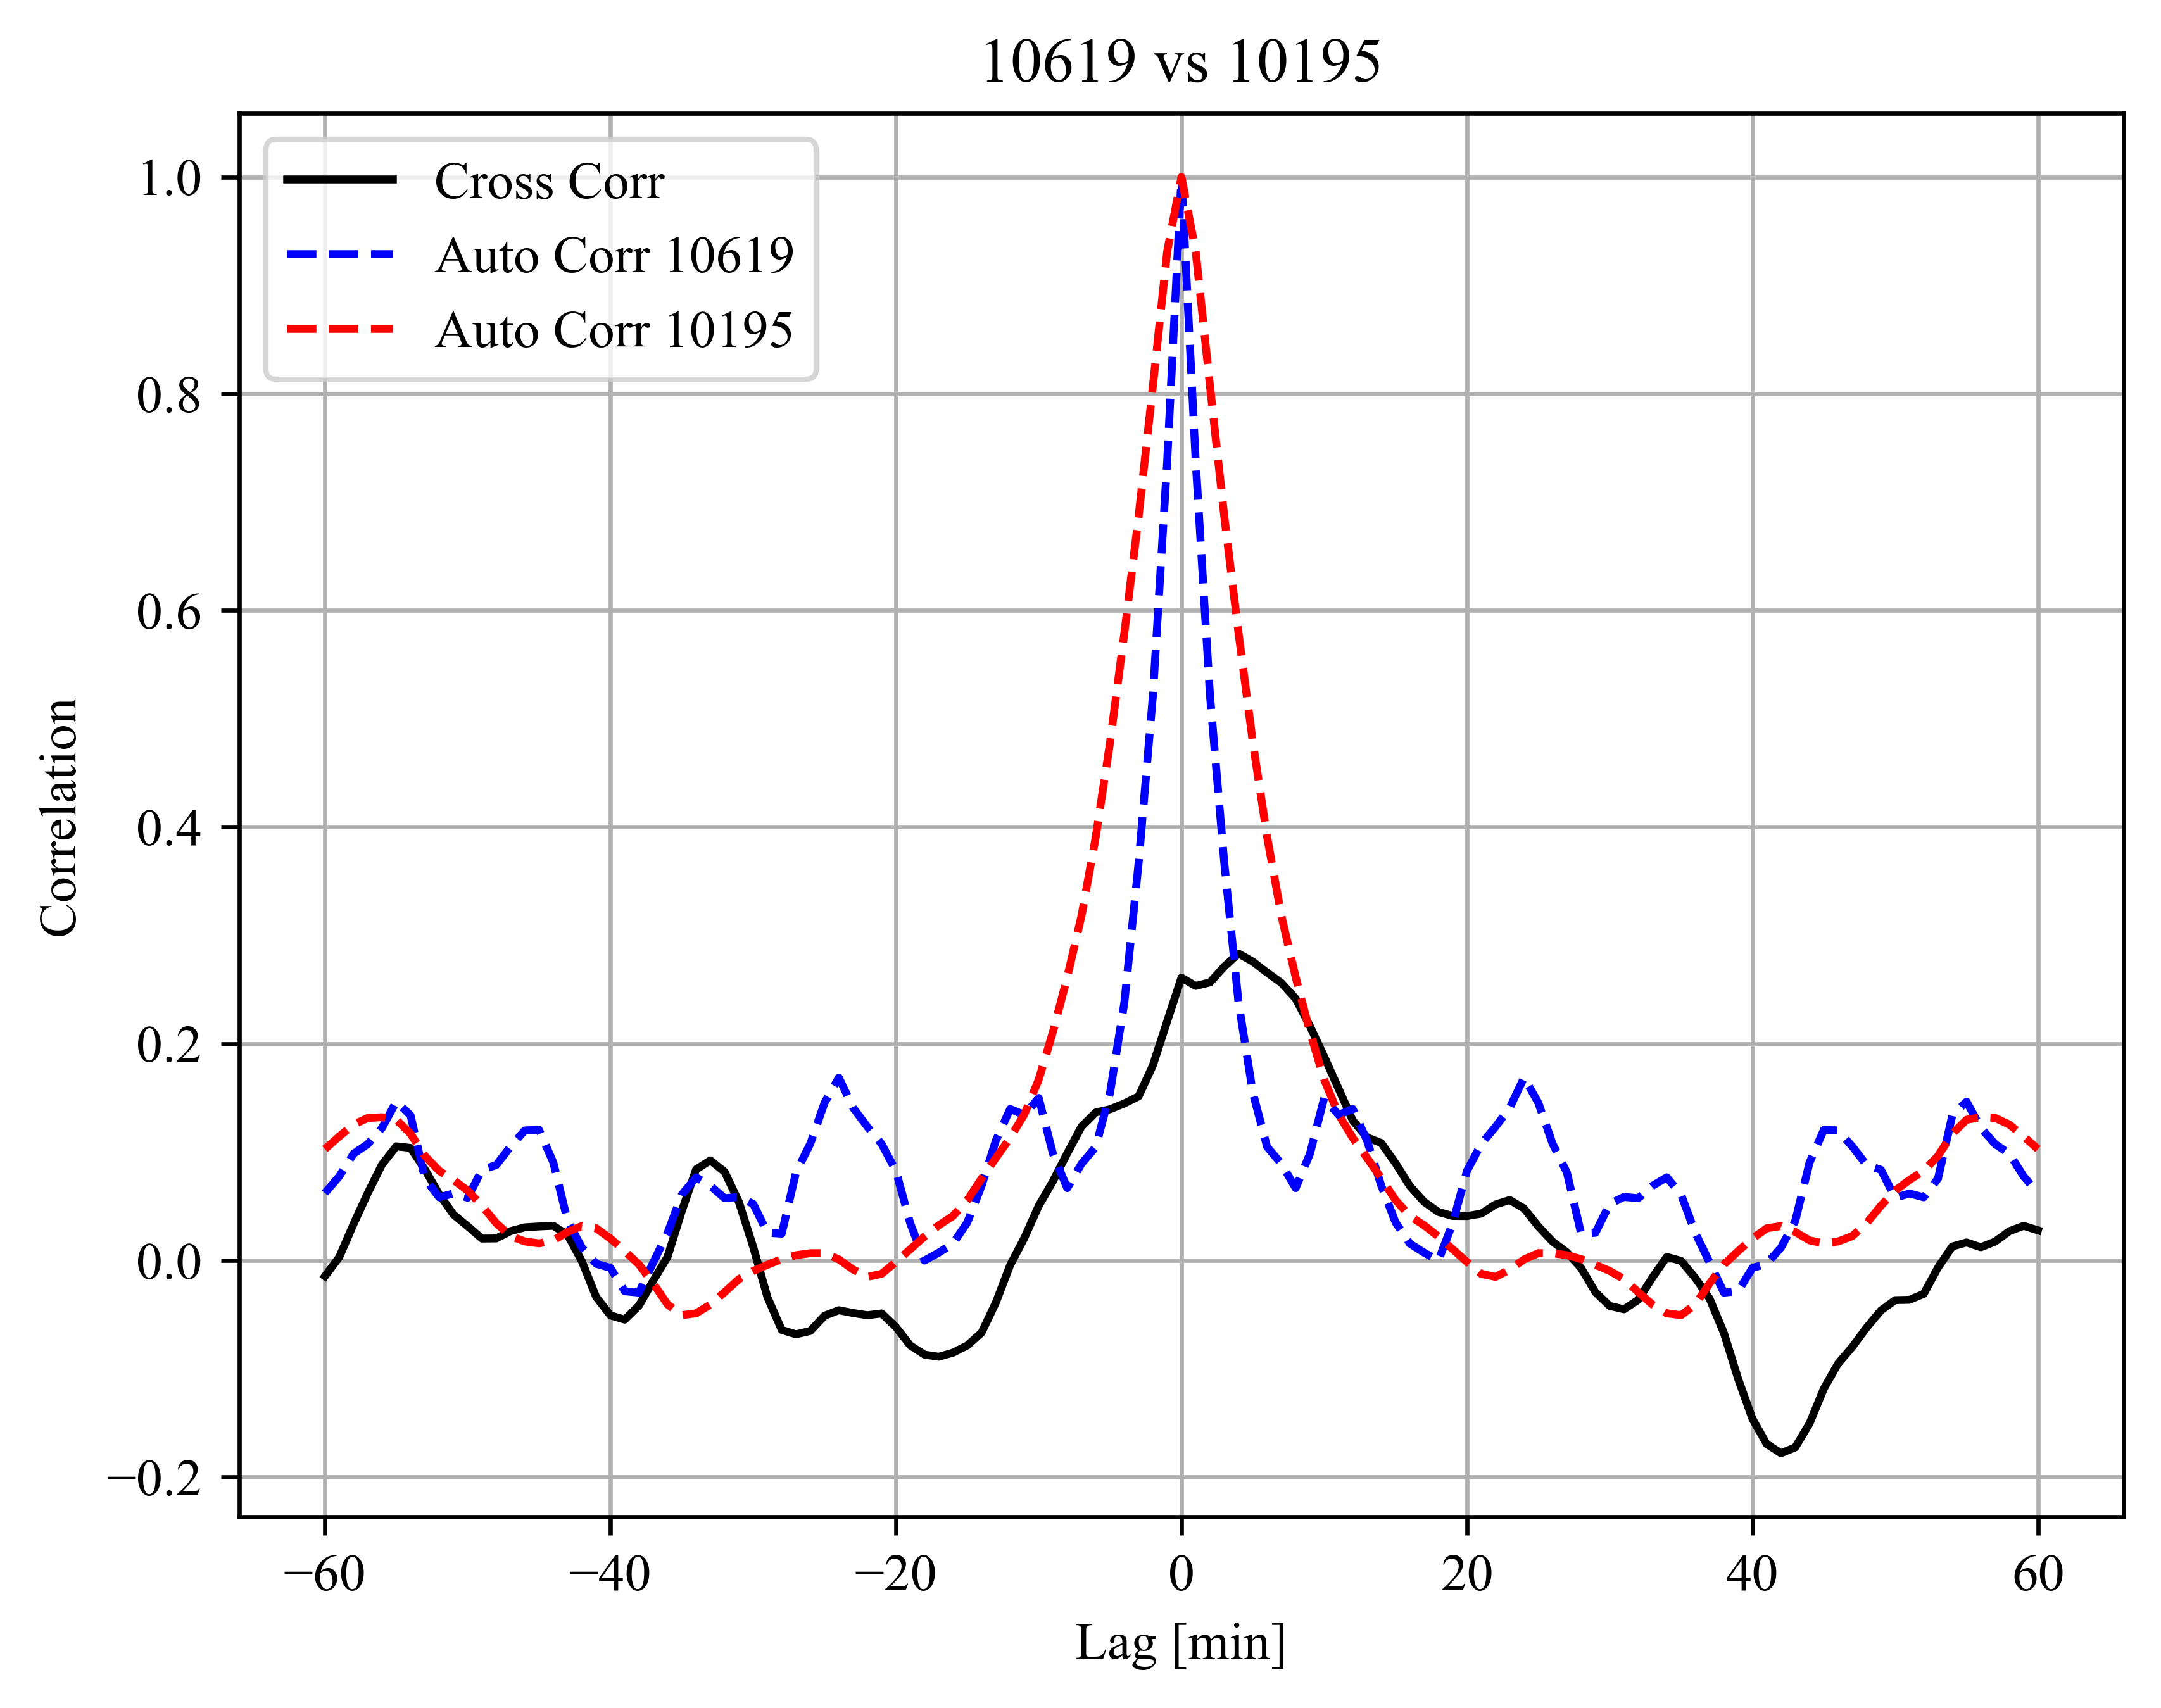 10619 vs 10195
Cross Corr
Auto Corr 10619
Auto Corr 10195
1.0
0.8
0.6
0.4
0.2
0.0
−0.2
Correlation
−60
−40
−20
0
20
40
60
Lag [min]